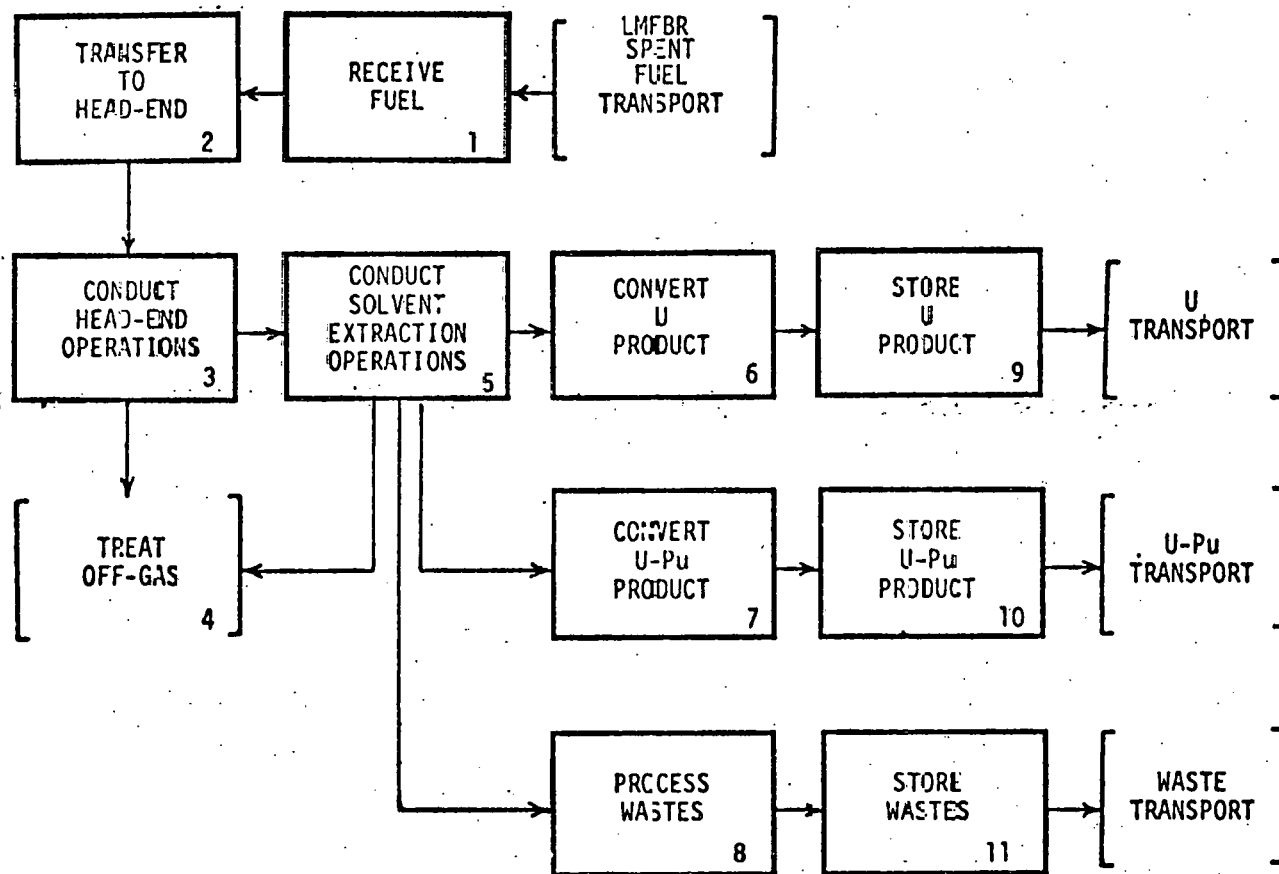 TRANSFER
TO
HEAD-END
2
RECEIVE
FUEL
1
LMFBR
SPENT
FUEL
TRANSPORT
CONDUCT
HEAD-END
OPERATIONS
3
CONDUCT
SOLVENT
EXTRACTION
OPERATIONS
5
CONVERT
U
PRODUCT
6
STORE
U
PRODUCT
9
U
TRANSPORT
TREAT
OFF-GAS
4
CONVERT
U-Pu
PRODUCT
7
STORE
U-Pu
PRODUCT
10
U-Pu
TRANSPORT
PROCESS
WASTES
8
STORE
WASTES
11
WASTE
TRANSPORT